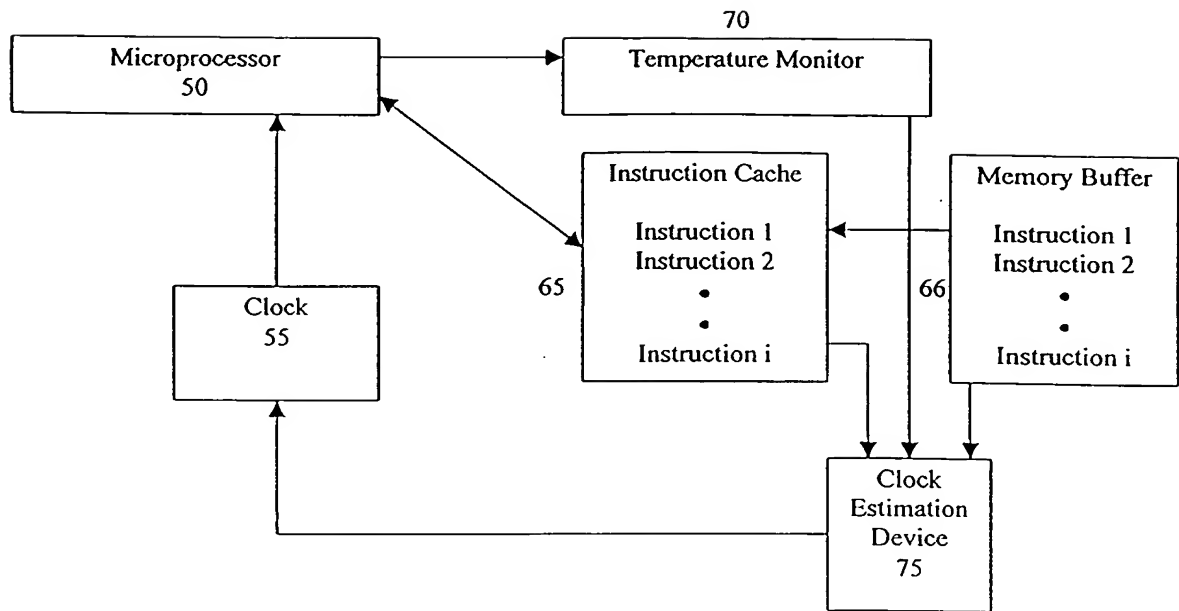 70
Microprocessor
50
Temperature Monitor
Instruction Cache
Instruction 1
Instruction 2
•
•
Instruction i
65
Memory Buffer
Instruction 1
Instruction 2
•
•
Instruction i
66
Clock
55
Clock
Estimation
Device
75